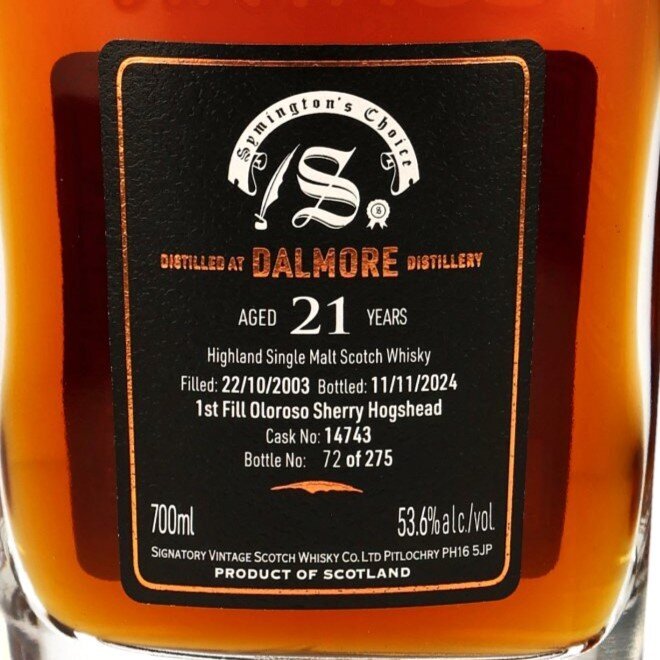 Symington's Choice
S
DISTILLED AT DALMORE DISTILLERY
AGED 21 YEARS
Highland Single Malt Scotch Whisky
Filled: 22/10/2003 Bottled: 11/11/2024
1st Fill Oloroso Sherry Hogshead
Cask No: 14743
Bottle No: 72 of 275
700ml 53.6%alc/vol
SIGNATORY VINTAGE SCOTCH WHISKY CO. LTD PITLOCHRY PH16 5JP
PRODUCT OF SCOTLAND